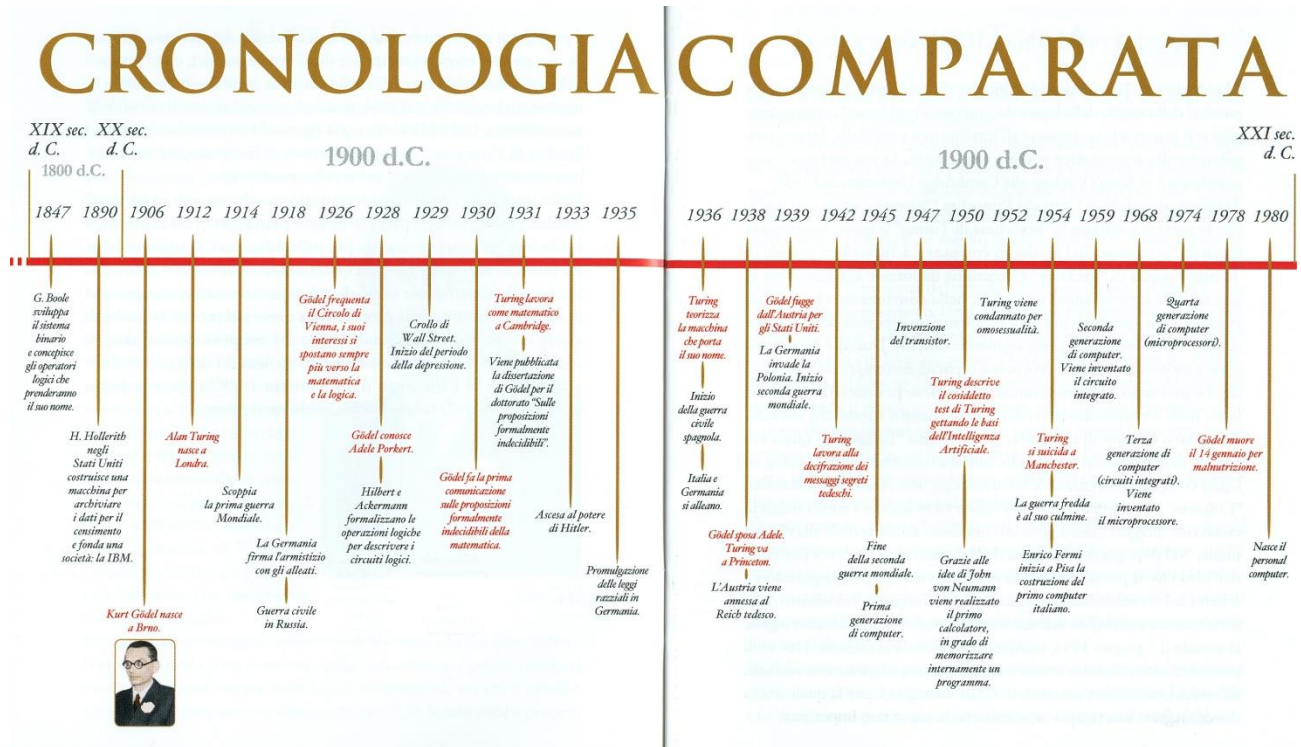 CRONOLOGIA COMPARATA
XIX sec.
d. C.
XX sec.
d. C.
XXI sec.
d. C.
1800 d.C.
1900 d.C.
1900 d.C.
1847 1890 1906 1912 1914 1918 1926 1928 1929 1930 1931 1933 1935
1936 1938 1939 1942 1945 1947 1950 1952 1954 1959 1968 1974 1978 1980
G. Boole
sviluppa
il sistema
binario
e concepisce
gli operatori
logici che
prenderanno
il suo nome.
H. Hollerith
negli
Stati Uniti
costruisce una
macchina per
archiviare
i dati per il
censimento
e fonda una
società: la IBM.
Kurt Gödel nasce
a Brno.
Alan Turing
nasce a
Londra.
Scoppia
la prima guerra
Mondiale.
La Germania
firma l'armistizio
con gli alleati.
Guerra civile
in Russia.
Gödel frequenta
il Circolo di
Vienna, i suoi
interessi si
spostano sempre
più verso la
matematica
e la logica.
Gödel conosce
Adele Porkert.
Hilbert e
Ackermann
formalizzano le
operazioni logiche
per descrivere i
circuiti logici.
Crollo di
Wall Street.
Inizio del periodo
della depressione.
Gödel fa la prima
comunicazione
sulle proposizioni
formalmente
indecidibili della
matematica.
Turing lavora
come matematico
a Cambridge.
Viene pubblicata
la dissertazione
di Gödel per il
dottorato "Sulle
proposizioni
formalmente
indecidibili".
Ascesa al potere
di Hitler.
Promulgazione
delle leggi
razziali in
Germania.
Turing
teorizza
la macchina
che porta
il suo nome.
Inizio
della guerra
civile
spagnola.
Italia e
Germania
si alleano.
Gödel sposa Adele.
Turing va
a Princeton.
L'Austria viene
annessa al
Reich tedesco.
Gödel fugge
dall'Austria per
gli Stati Uniti.
La Germania
invade la
Polonia. Inizio
seconda guerra
mondiale.
Turing
lavora alla
decifrazione dei
messaggi segreti
tedeschi.
Fine
della seconda
guerra mondiale.
Prima
generazione
di computer.
Invenzione
del transistor.
Turing descrive
il cosiddetto
test di Turing
gettando le basi
dell'Intelligenza
Artificiale.
Grazie alle
idee di John
von Neumann
viene realizzato
il primo
calcolatore,
in grado di
memorizzare
internamente un
programma.
Turing viene
condannato per
omosessualità.
Turing
si suicida a
Manchester.
La guerra fredda
è al suo culmine.
Enrico Fermi
inizia a Pisa la
costruzione del
primo computer
italiano.
Seconda
generazione
di computer.
Viene inventato
il circuito
integrato.
Terza
generazione di
computer
(circuiti integrati).
Viene
inventato
il microprocessore.
Quarta
generazione
di computer
(microprocessori).
Gödel muore
il 14 gennaio per
malnutrizione.
Nasce il
personal
computer.